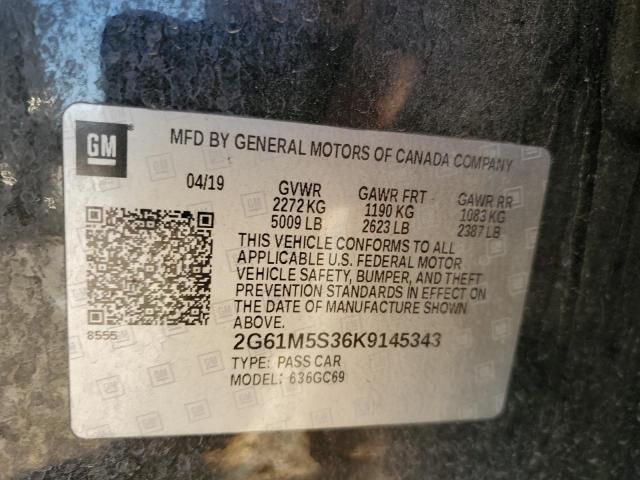 GM
MFD BY GENERAL MOTORS OF CANADA COMPANY
04/19 GVWR GAWR FRT GAWR RR
2272 KG 1190 KG 1083 KG
5009 LB 2623 LB 2387 LB
THIS VEHICLE CONFORMS TO ALL
APPLICABLE U.S. FEDERAL MOTOR
VEHICLE SAFETY, BUMPER, AND THEFT
PREVENTION STANDARDS IN EFFECT ON
THE DATE OF MANUFACTURE SHOWN
ABOVE.
8555
2G61M5S36K9145343
TYPE: PASS CAR
MODEL: 636GC69